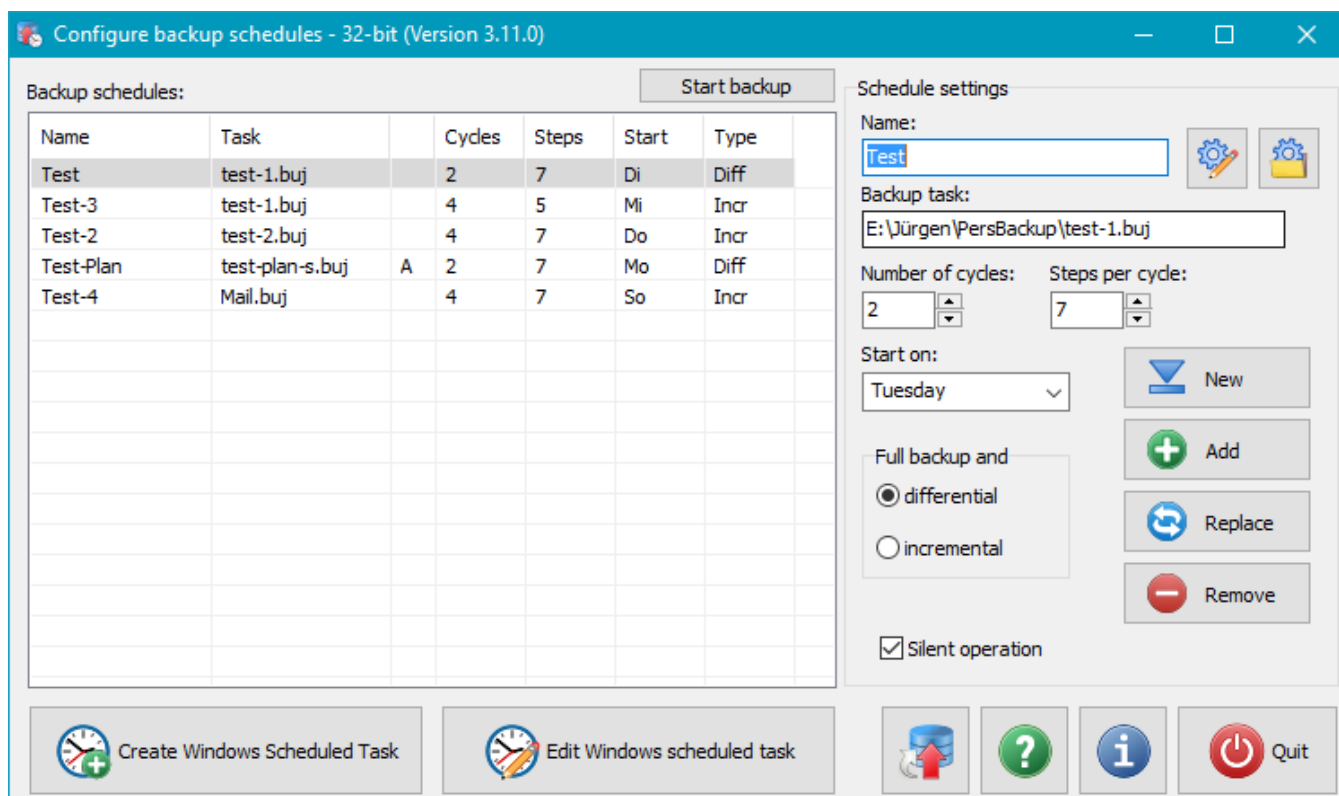 Configure backup schedules - 32-bit (Version 3.11.0)
Backup schedules:
Start backup
Name Task Cycles Steps Start Type
Test test-1.buj 2 7 Di Diff
Test-3 test-1.buj 4 5 Mi Incr
Test-2 test-2.buj 4 7 Do Incr
Test-Plan test-plan-s.buj A 2 7 Mo Diff
Test-4 Mail.buj 4 7 So Incr
Schedule settings
Name:
Test
Backup task:
E:\Jürgen\PersBackup\test-1.buj
Number of cycles: Steps per cycle:
2 7
Start on:
Tuesday
Full backup and
differential
incremental
New
Add
Replace
Remove
Silent operation
Create Windows Scheduled Task
Edit Windows scheduled task
Quit